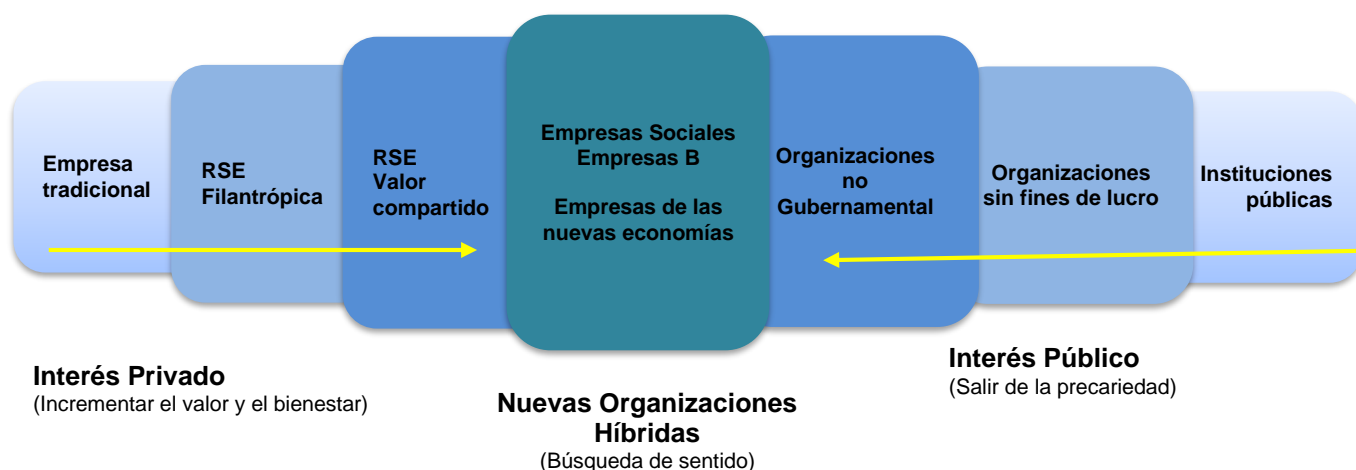 Empresa
tradicional
RSE
Filantrópica
RSE
Valor
compartido
Empresas Sociales
Empresas B
Empresas de las
nuevas economías
Organizaciones
no
Gubernamental
Organizaciones
sin fines de lucro
Instituciones
públicas
Interés Privado
(Incrementar el valor y el bienestar)
Nuevas Organizaciones
Híbridas
(Búsqueda de sentido)
Interés Público
(Salir de la precariedad)